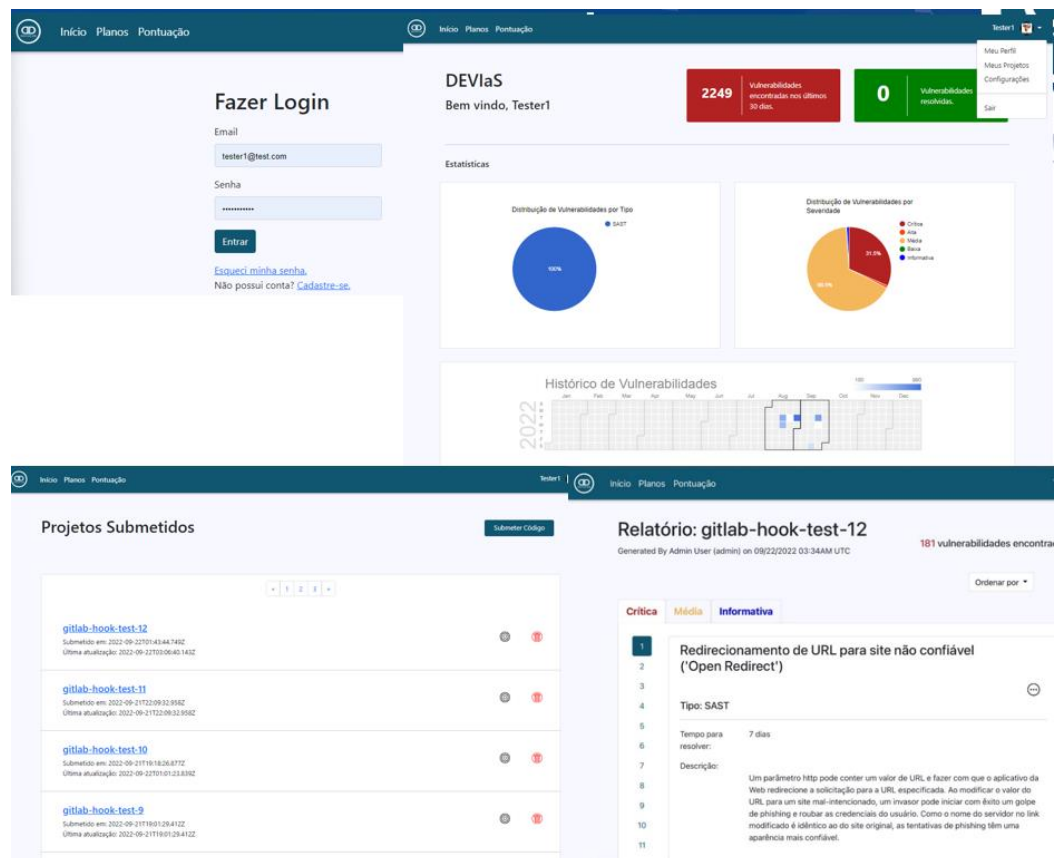 Início Planos Pontuação
Fazer Login
Email
tester1@test.com
Senha
Entrar
Esqueci minha senha.
Não possui conta? Cadastre-se.
Início Planos Pontuação
Tester1
Meu Perfil
Meus Projetos
Configurações
Sair
DEVIaS
Bem vindo, Tester1
2249
Vulnerabilidades
encontradas nos últimos
30 dias.
0
Vulnerabilidades
resolvidas.
Estatísticas
Distribuição de Vulnerabilidades por Tipo
SAST
100%
Distribuição de Vulnerabilidades por
Severidade
Crítica
Alta
Média
Baixa
Informativa
31.5%
Histórico de Vulnerabilidades
Jan Feb Mar Apr May Jun Jul Aug Sep Oct Nov Dec
2022
Início Planos Pontuação
Tester1
Projetos Submetidos
Submeter Código
« 1 2 3 »
gitlab-hook-test-12
Submetido em: 2022-09-22T01:43:44.749Z
Última atualização: 2022-09-22T03:06:40.143Z
gitlab-hook-test-11
Submetido em: 2022-09-21T22:09:32.958Z
Última atualização: 2022-09-21T22:09:32.958Z
gitlab-hook-test-10
Submetido em: 2022-09-21T19:18:26.877Z
Última atualização: 2022-09-22T01:01:23.839Z
gitlab-hook-test-9
Submetido em: 2022-09-21T19:01:29.412Z
Última atualização: 2022-09-21T19:01:29.412Z
Início Planos Pontuação
Relatório: gitlab-hook-test-12
Generated By Admin User (admin) on 09/22/2022 03:34AM UTC
181 vulnerabilidades encontra
Ordenar por
Crítica Média Informativa
1
2
3
4
5
6
7
8
9
10
11
Redirecionamento de URL para site não confiável
('Open Redirect')
Tipo: SAST
Tempo para
resolver:
7 dias
Descrição:
Um parâmetro http pode conter um valor de URL e fazer com que o aplicativo da
Web redirecione a solicitação para a URL especificada. Ao modificar o valor do
URL para um site mal-intencionado, um invasor pode iniciar com êxito um golpe
de phishing e roubar as credenciais do usuário. Como o nome do servidor no link
modificado é idêntico ao do site original, as tentativas de phishing têm uma
aparência mais confiável.